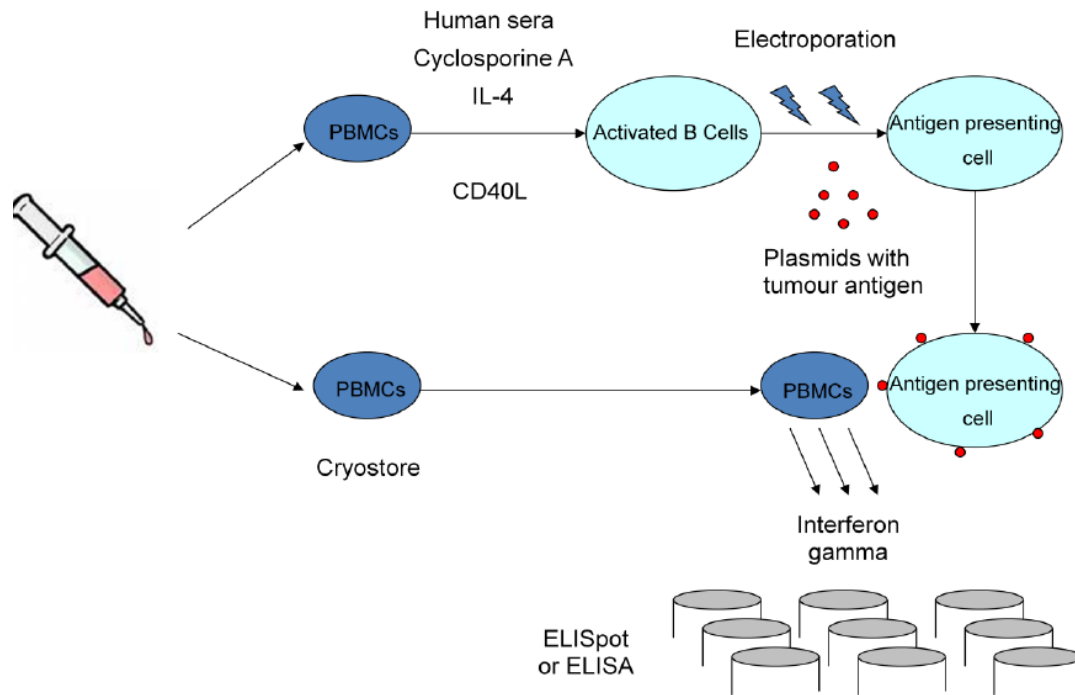 Human sera
Cyclosporine A
IL-4
Electroporation
PBMCs
Activated B Cells
Antigen presenting
cell
CD40L
Plasmids with
tumour antigen
PBMCs
PBMCs
Antigen presenting
cell
Cryostore
Interferon
gamma
ELISpot
or ELISA